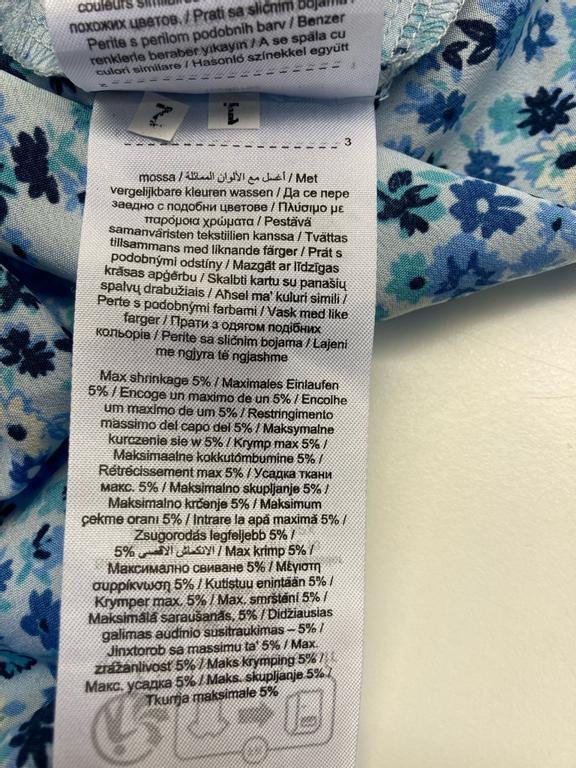 couleurs similaires
похожих цветов. / Prati sa sličnim bojama /
Perite s perilom podobnih barv / Benzer
renklerle beraber yıkayın / A se spăla cu
culori similare / Hasonló színekkel együtt
2
1.
2.
3
mossa / أغسل مع الألوان المماثلة / Met
vergelijkbare kleuren wassen / Да се пере
заедно с подобни цветове / Πλύσιμο με
παρόμοια χρώματα / Pestävä
samanväristen tekstiilien kanssa / Tvättas
tillsammans med liknande färger / Prát s
podobnými odstíny / Mazgāt ar līdzīgas
krāsas apģērbu / Skalbti kartu su panašių
spalvų drabužiais / Aħsel ma' kuluri simili /
Perte s podobnými farbami / Vask med like
farger / Прати з одягом подібних
кольорів / Perite sa sličnim bojama / Lajeni
me ngjyra të ngjashme
Max shrinkage 5% / Maximales Einlaufen
5% / Encoge un maximo de un 5% / Encolhe
um maximo de um 5% / Restringimento
massimo del capo dei 5% / Maksymalne
kurczenie sie w 5% / Krymp max 5% /
Maksimaalne kokkutõmbumine 5% /
Rétrécissement max 5% / Усадка ткани
макс. 5% / Maksimalno skupljanje 5% /
Maksimalno krčenje 5% / Maksimum
çekme oranı 5% / Intrare la apă maximă 5% /
Zsugorodás legfeljebb 5% /
5% الانكماش الأقصى / Max krimp 5% /
Максимално свиване 5% / Μέγιστη
συρρίκνωση 5% / Kutistuu enintään 5% /
Krymper max. 5% / Max. smrštění 5% /
Maksimālā saraušanās, 5% / Didžiausias
galimas audinio susitraukimas – 5% /
Jinxtorob sa massimu ta' 5% / Max.
zrážanlivosť 5% / Maks krymping 5% /
Макс. усадка 5% / Maks. skupljanje 5% /
Tkurrja maksimale 5%